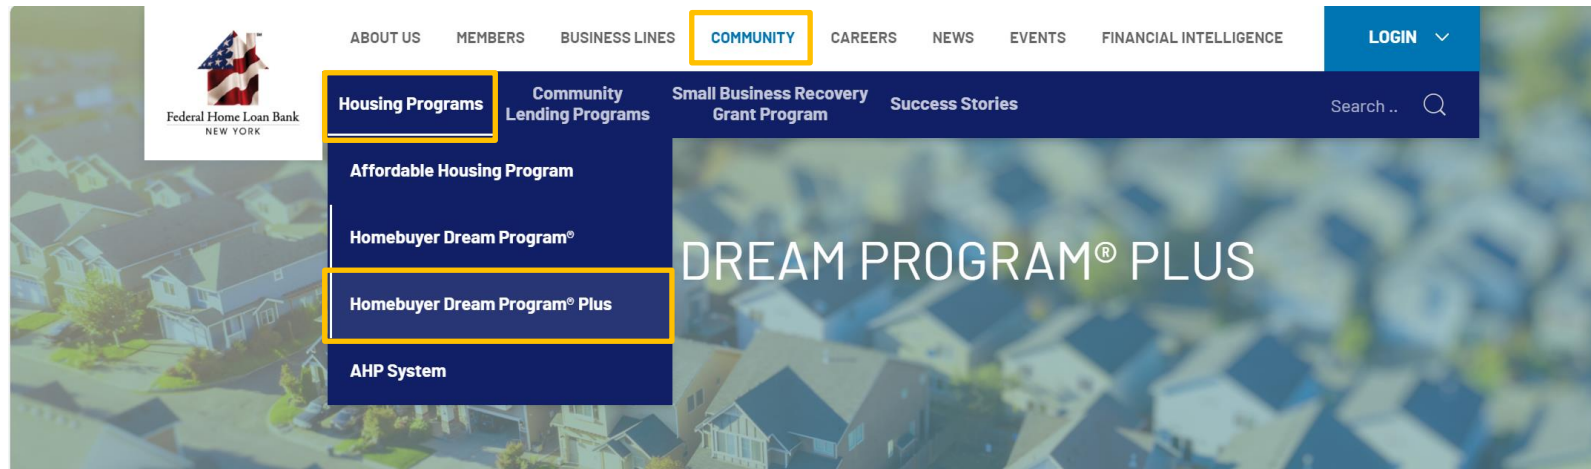 ABOUT US MEMBERS BUSINESS LINES COMMUNITY CAREERS NEWS EVENTS FINANCIAL INTELLIGENCE LOGIN
Federal Home Loan Bank
NEW YORK
Housing Programs
Community
Lending Programs
Small Business Recovery
Grant Program
Success Stories
Search ..
Affordable Housing Program
Homebuyer Dream Program®
Homebuyer Dream Program® Plus
AHP System
DREAM PROGRAM® PLUS